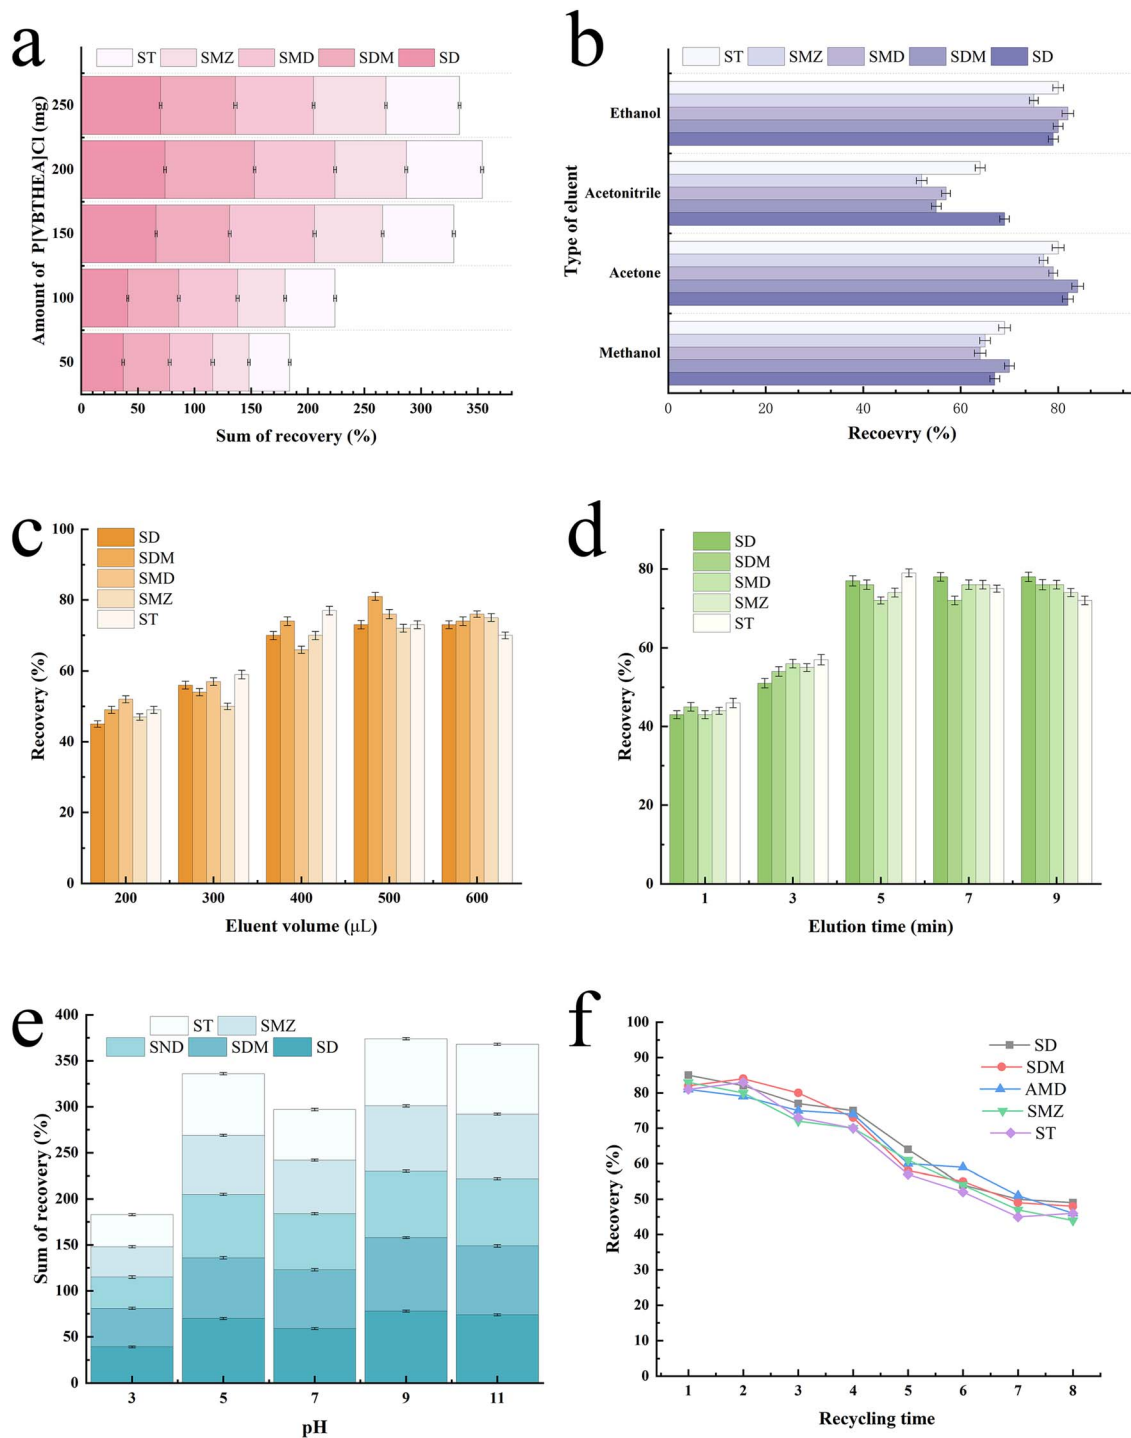 a
ST SMZ SMD SDM SD
250
200
150
100
50
Amount of P[VBTHEA]Cl (mg)
0 50 100 150 200 250 300 350
Sum of recovery (%)
b
ST SMZ SMD SDM SD
Ethanol
Acetonitrile
Acetone
Methanol
Type of eluent
0 20 40 60 80
Recoevry (%)
c
SD
SDM
SMD
SMZ
ST
100
80
60
40
20
0
Recovery (%)
200 300 400 500 600
Eluent volume (μL)
d
SD
SDM
SMD
SMZ
ST
80
60
40
20
0
Recovery (%)
1 3 5 7 9
Elution time (min)
e
ST SMZ
SND SDM SD
400
350
300
250
200
150
100
50
0
Sum of recovery (%)
3 5 7 9 11
pH
f
SD
SDM
AMD
SMZ
ST
100
90
80
70
60
50
40
30
20
10
0
Recovery (%)
1 2 3 4 5 6 7 8
Recycling time